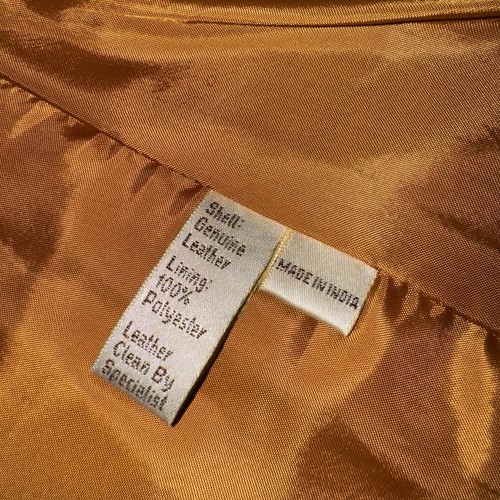 Shell:
Genuine
Leather
Lining:
100%
Polyester
Leather
Clean By
Specialist
MADE IN INDIA